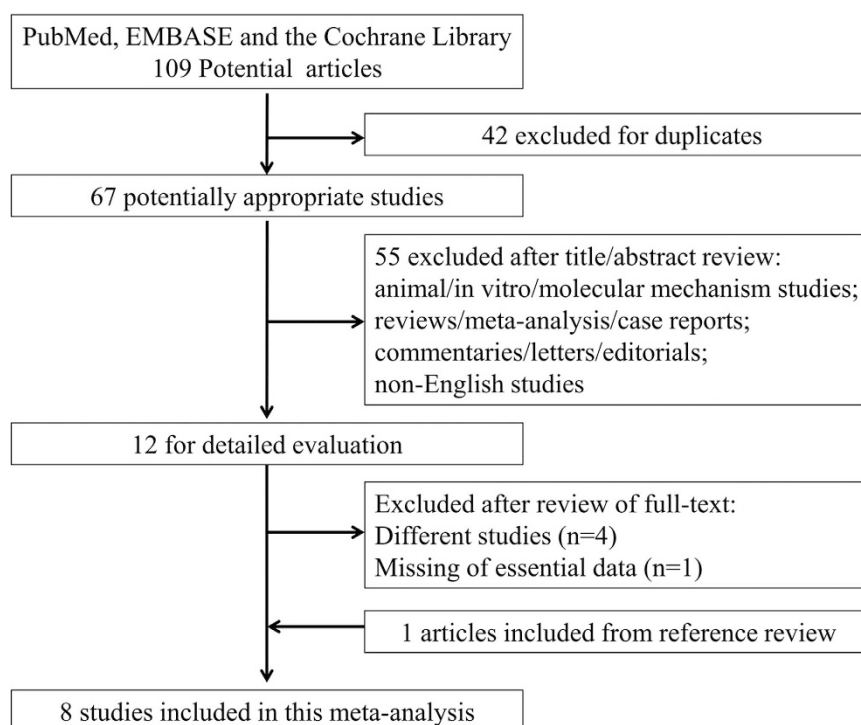 PubMed, EMBASE and the Cochrane Library
109 Potential articles
42 excluded for duplicates
67 potentially appropriate studies
55 excluded after title/abstract review:
animal/in vitro/molecular mechanism studies;
reviews/meta-analysis/case reports;
commentaries/letters/editorials;
non-English studies
12 for detailed evaluation
Excluded after review of full-text:
Different studies (n=4)
Missing of essential data (n=1)
1 articles included from reference review
8 studies included in this meta-analysis